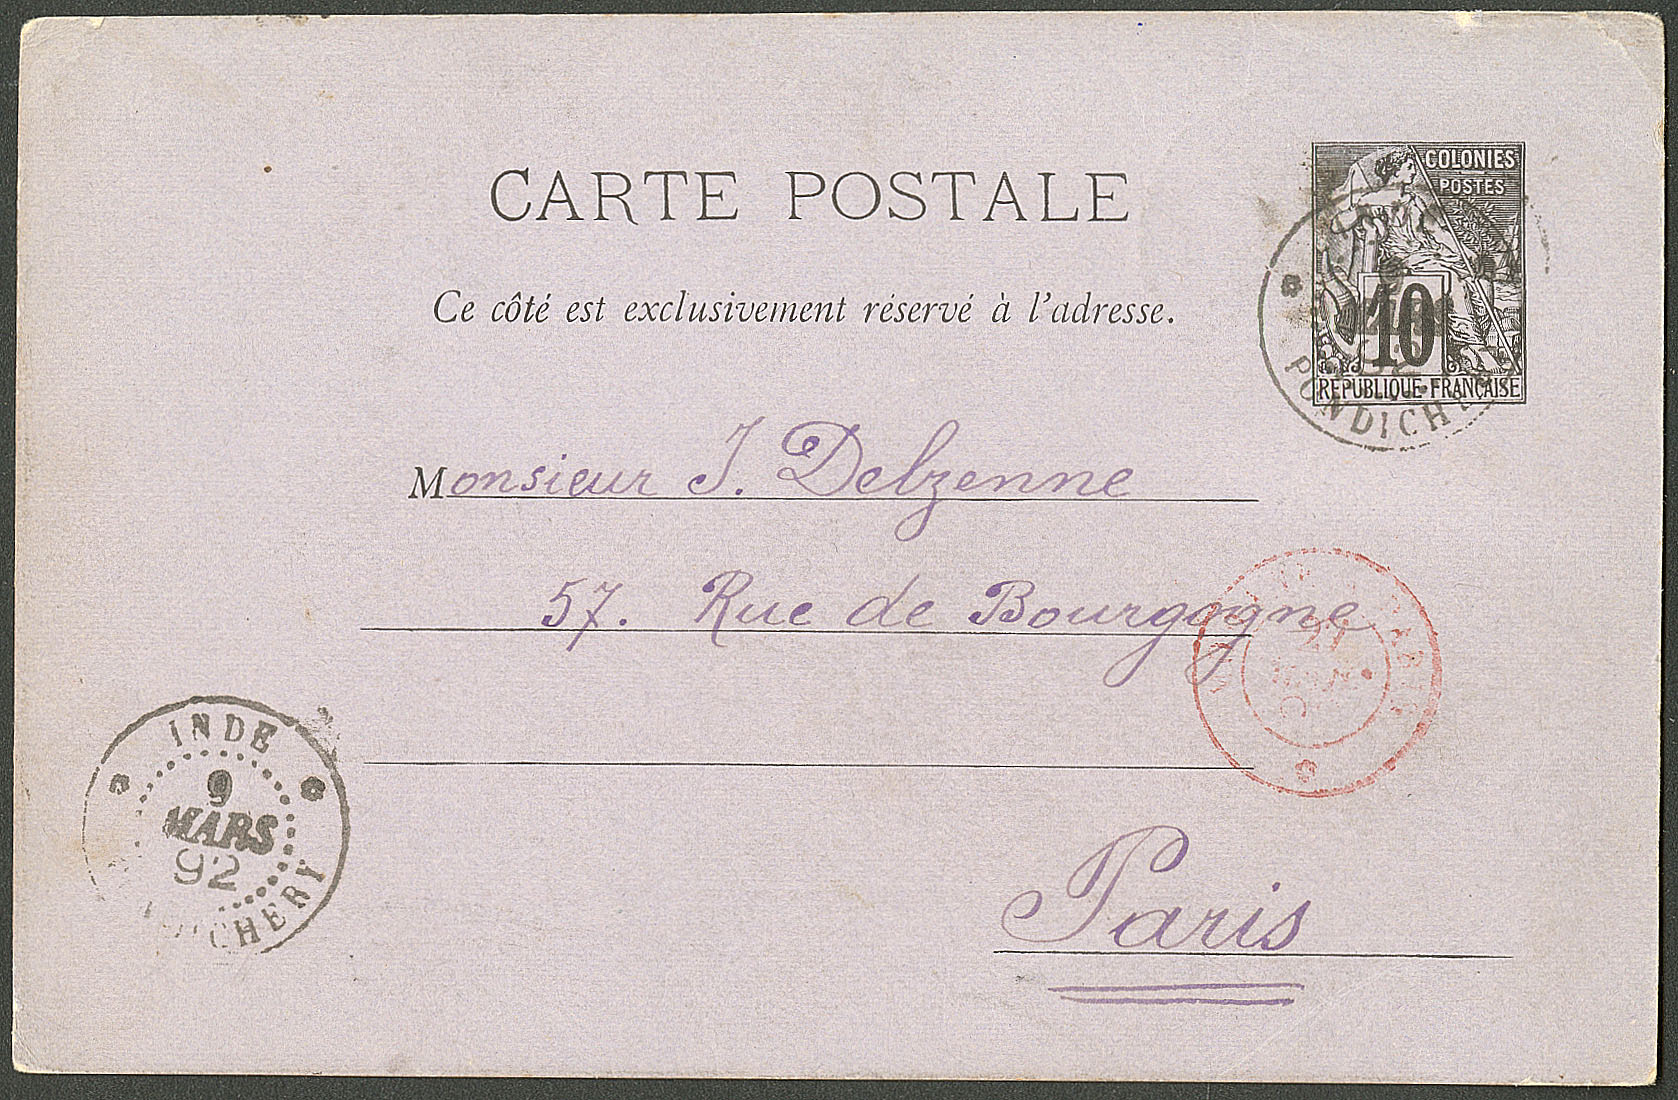 CARTE POSTALE
COLONIES
POSTES
10
REPUBLIQUE FRANÇAISE
Ce côté est exclusivement réservé à l'adresse.
Monsieur J. Delzenne
57. Rue de Bourgogne
Paris
INDE
9
MARS
92